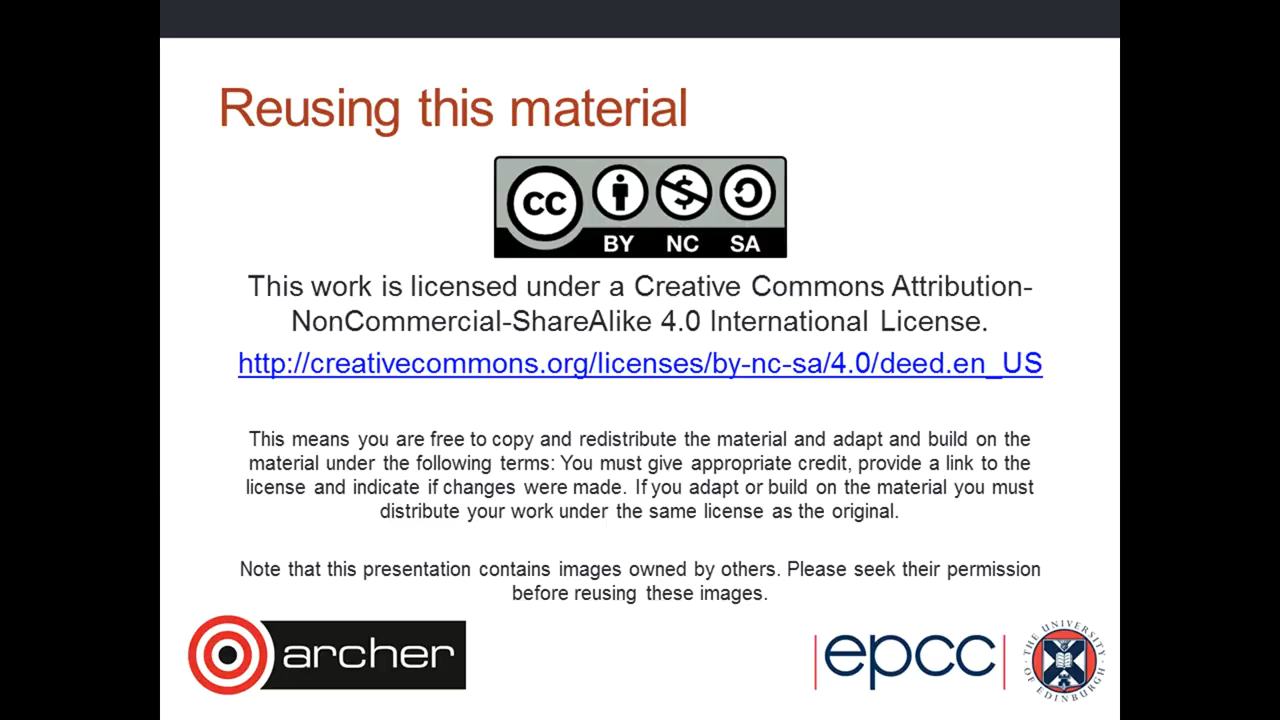 Reusing this material
CC
BY NC SA
This work is licensed under a Creative Commons Attribution-
NonCommercial-ShareAlike 4.0 International License.
http://creativecommons.org/licenses/by-nc-sa/4.0/deed.en_US
This means you are free to copy and redistribute the material and adapt and build on the
material under the following terms: You must give appropriate credit, provide a link to the
license and indicate if changes were made. If you adapt or build on the material you must
distribute your work under the same license as the original.
Note that this presentation contains images owned by others. Please seek their permission
before reusing these images.
archer
epcc
THE UNIVERSITY
OF EDINBURGH